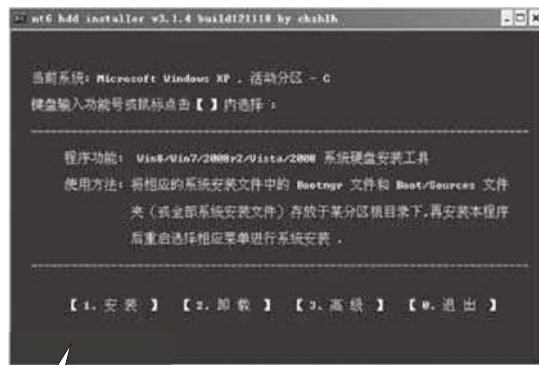 nt6 hdd installer v3.1.4 build121118 by chxhlh
当前系统: Microsoft Windows XP . 活动分区 - C
键盘输入功能号或鼠标点击【 】内选择 :
程序功能: Win8/Win7/2008r2/Vista/2008 系统硬盘安装工具
使用方法: 将相应的系统安装文件中的 Bootmgr 文件和 Boot/Sources 文件
夹 (或全部系统安装文件) 存放于某分区根目录下,再安装本程序
后重启选择相应菜单进行系统安装 .
【 1. 安 装 】 【 2. 卸 载 】 【 3. 高 级 】 【 0. 退 出 】